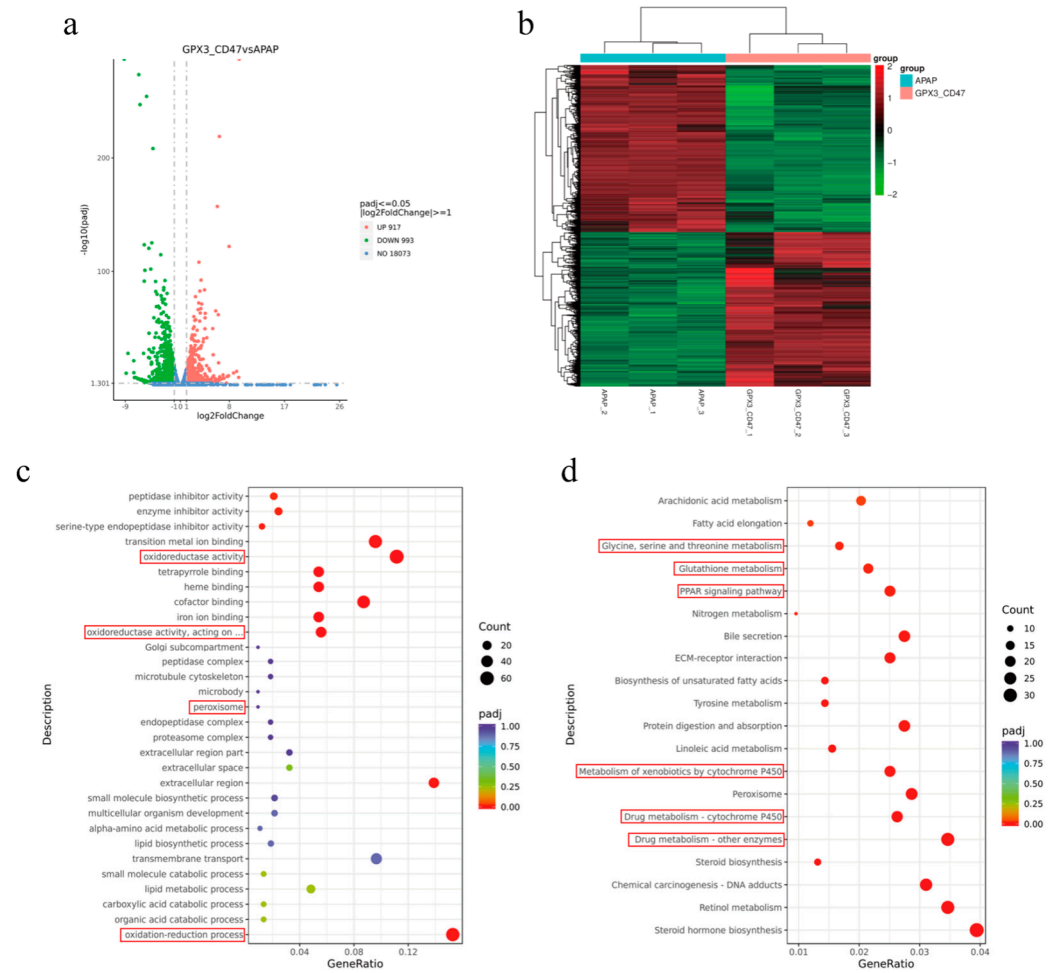 a
GPX3_CD47vsAPAP
200
100
1.301
-log10(padj)
-9
-1 0 1
8
17
26
log2FoldChange
padj<=0.05
|log2FoldChange|>=1
UP 917
DOWN 993
NO 18073
b
group
group
APAP
GPX3_CD47
2
1
0
−1
−2
APAP_2
APAP_1
APAP_3
GPX3_CD47_1
GPX3_CD47_2
GPX3_CD47_3
c
Description
peptidase inhibitor activity
enzyme inhibitor activity
serine-type endopeptidase inhibitor activity
transition metal ion binding
oxidoreductase activity
tetrapyrrole binding
heme binding
cofactor binding
iron ion binding
oxidoreductase activity, acting on ...
Golgi subcompartment
peptidase complex
microtubule cytoskeleton
microbody
peroxisome
endopeptidase complex
proteasome complex
extracellular region part
extracellular space
extracellular region
small molecule biosynthetic process
multicellular organism development
alpha-amino acid metabolic process
lipid biosynthetic process
transmembrane transport
small molecule catabolic process
lipid metabolic process
carboxylic acid catabolic process
organic acid catabolic process
oxidation-reduction process
0.04
0.08
0.12
GeneRatio
Count
20
40
60
padj
1.00
0.75
0.50
0.25
0.00
d
Description
Arachidonic acid metabolism
Fatty acid elongation
Glycine, serine and threonine metabolism
Glutathione metabolism
PPAR signaling pathway
Nitrogen metabolism
Bile secretion
ECM-receptor interaction
Biosynthesis of unsaturated fatty acids
Tyrosine metabolism
Protein digestion and absorption
Linoleic acid metabolism
Metabolism of xenobiotics by cytochrome P450
Peroxisome
Drug metabolism - cytochrome P450
Drug metabolism - other enzymes
Steroid biosynthesis
Chemical carcinogenesis - DNA adducts
Retinol metabolism
Steroid hormone biosynthesis
0.01
0.02
0.03
0.04
GeneRatio
Count
10
15
20
25
30
padj
1.00
0.75
0.50
0.25
0.00